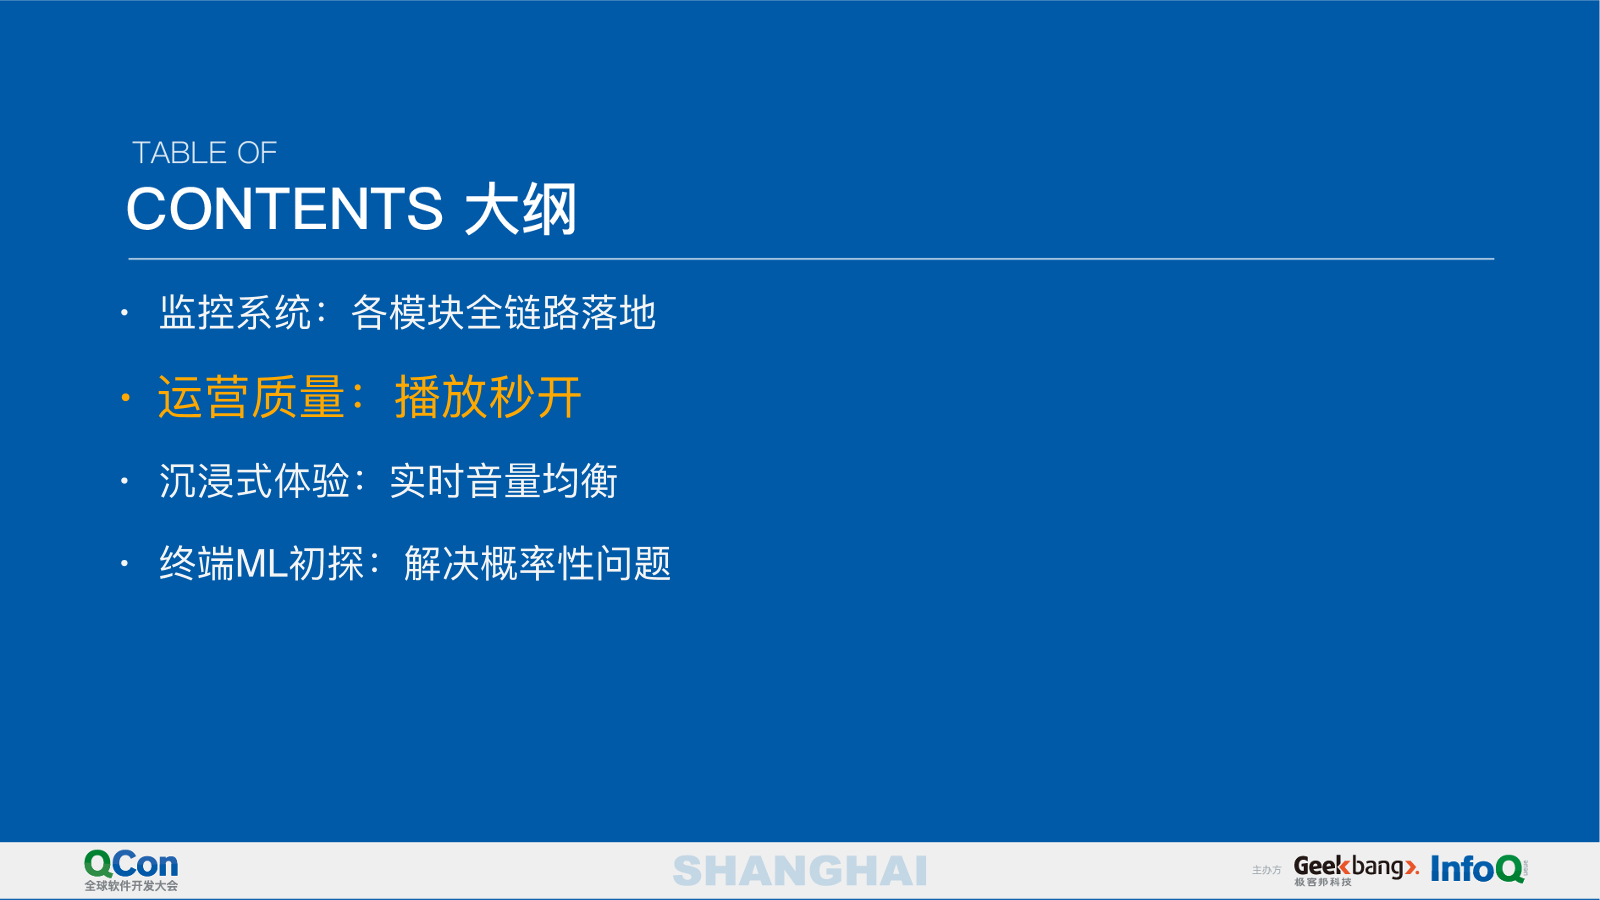 TABLE OF
CONTENTS 大纲
• 监控系统：各模块全链路落地
• 运营质量：播放秒开
• 沉浸式体验：实时音量均衡
• 终端ML初探：解决概率性问题
QCon
全球软件开发大会
SHANGHAI
主办方
Geekbang>.
极客邦科技
InfoQ